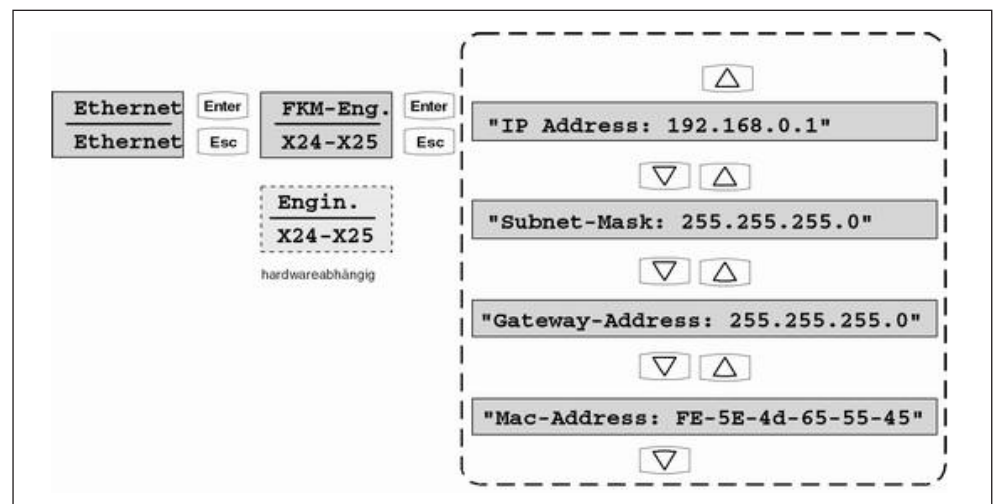 Ethernet
Ethernet
Enter
Esc
FKM-Eng.
X24-X25
Enter
Esc
Engin.
X24-X25
hardwareabhängig
"IP Address: 192.168.0.1"
"Subnet-Mask: 255.255.255.0"
"Gateway-Address: 255.255.255.0"
"Mac-Address: FE-5E-4d-65-55-45"